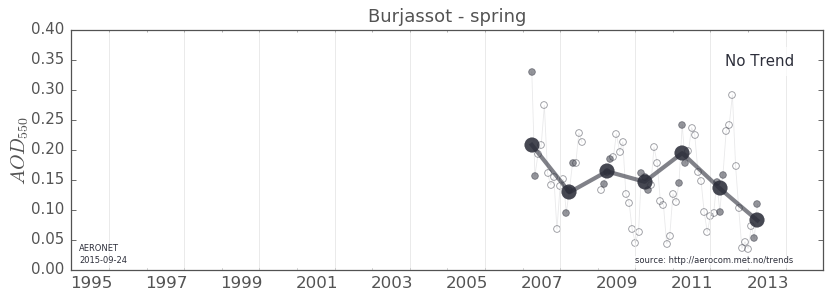 Burjassot - spring
0.40
0.35
0.30
0.25
0.20
0.15
0.10
0.05
0.00
AOD550
No Trend
AERONET
2015-09-24
source: http://aerocom.met.no/trends
1995 1997 1999 2001 2003 2005 2007 2009 2011 2013